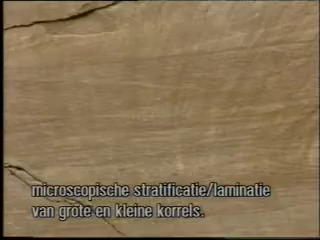 microscopische stratificatie/laminatie
van grote en kleine korrels.